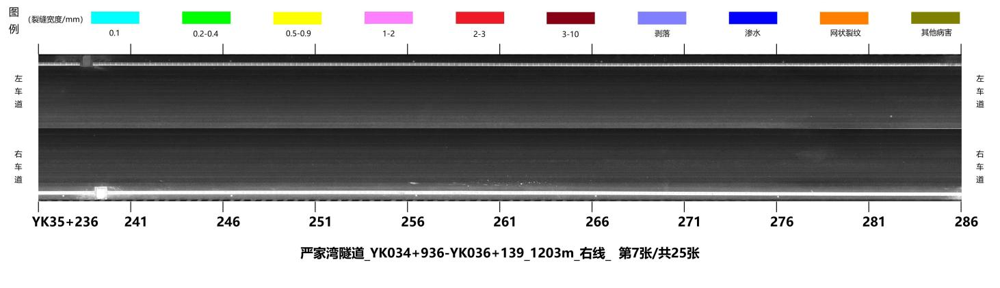 图例 (裂缝宽度/mm)
0.1 0.2-0.4 0.5-0.9 1-2 2-3 3-10 剥落 渗水 网状裂纹 其他病害
左车道 左车道
右车道 右车道
YK35+236 241 246 251 256 261 266 271 276 281 286
严家湾隧道_YK034+936-YK036+139_1203m_右线_ 第7张/共25张